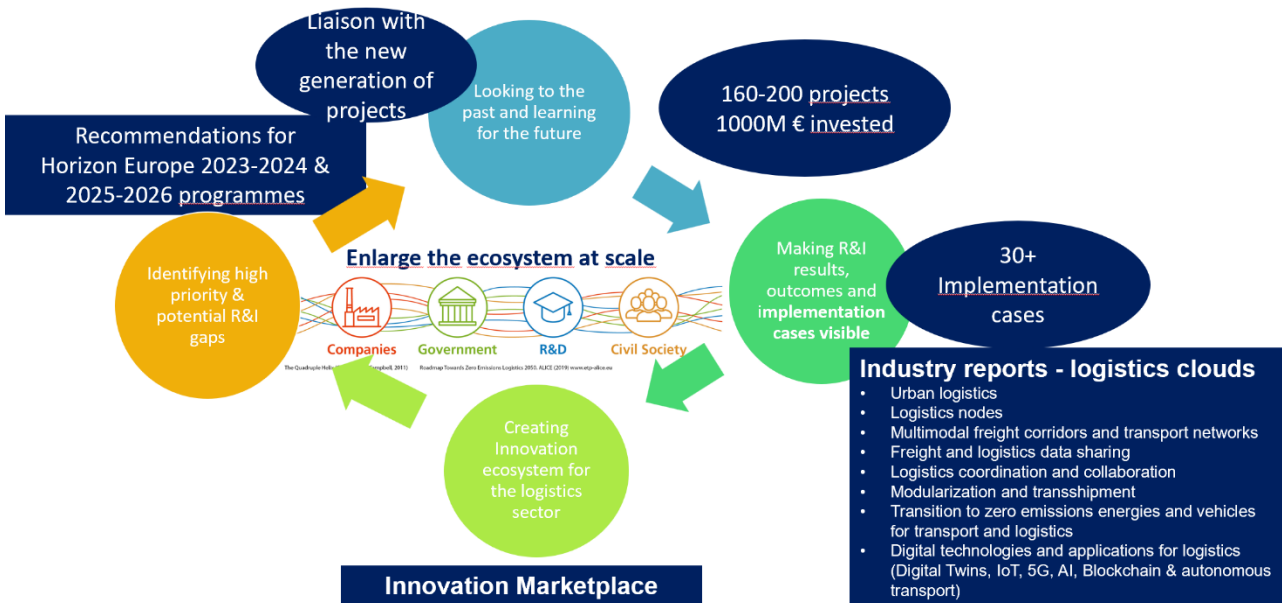 Liaison with
the new
generation of
projects
Looking to the
past and learning
for the future
160-200 projects
1000M € invested
Recommendations for
Horizon Europe 2023-2024 &
2025-2026 programmes
Identifying high
priority &
potential R&I
gaps
Enlarge the ecosystem at scale
Companies
Government
R&D
Civil Society
The Quadruple Helix
Campbell, 2011)
Roadmap Towards Zero Emissions Logistics 2050. ALICE (2019) www.etp-alice.eu
Making R&I
results,
outcomes and
implementation
cases visible
30+
Implementation
cases
Creating
Innovation
ecosystem for
the logistics
sector
Innovation Marketplace
Industry reports - logistics clouds
• Urban logistics
• Logistics nodes
• Multimodal freight corridors and transport networks
• Freight and logistics data sharing
• Logistics coordination and collaboration
• Modularization and transshipment
• Transition to zero emissions energies and vehicles
for transport and logistics
• Digital technologies and applications for logistics
(Digital Twins, IoT, 5G, AI, Blockchain & autonomous
transport)